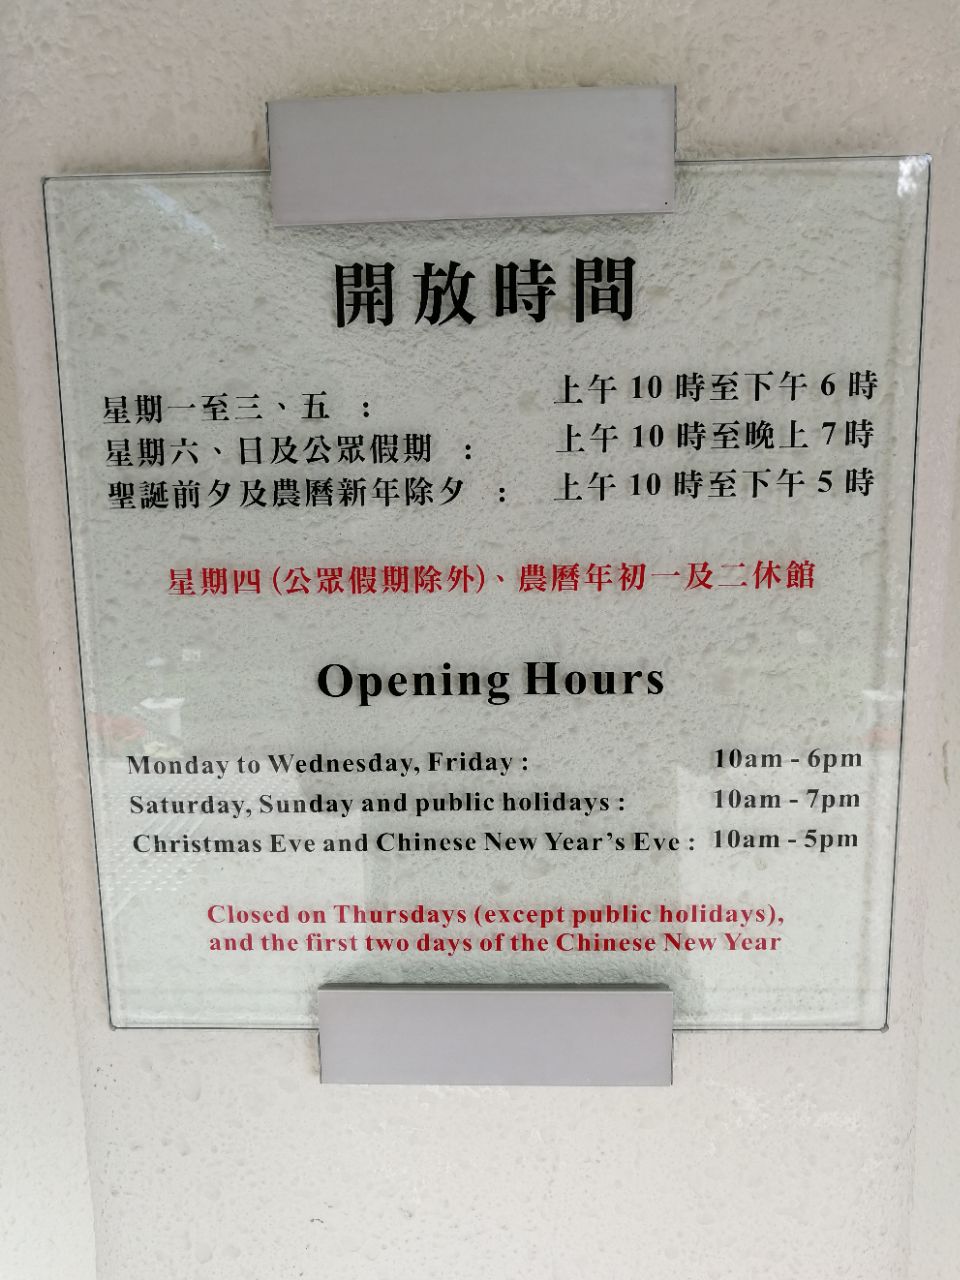 開放時間
星期一至三、五 : 上午 10 時至下午 6 時
星期六、日及公眾假期 : 上午 10 時至晚上 7 時
聖誕前夕及農曆新年除夕 : 上午 10 時至下午 5 時
星期四 (公眾假期除外)、農曆年初一及二休館
Opening Hours
Monday to Wednesday, Friday : 10am - 6pm
Saturday, Sunday and public holidays : 10am - 7pm
Christmas Eve and Chinese New Year's Eve : 10am - 5pm
Closed on Thursdays (except public holidays),
and the first two days of the Chinese New Year